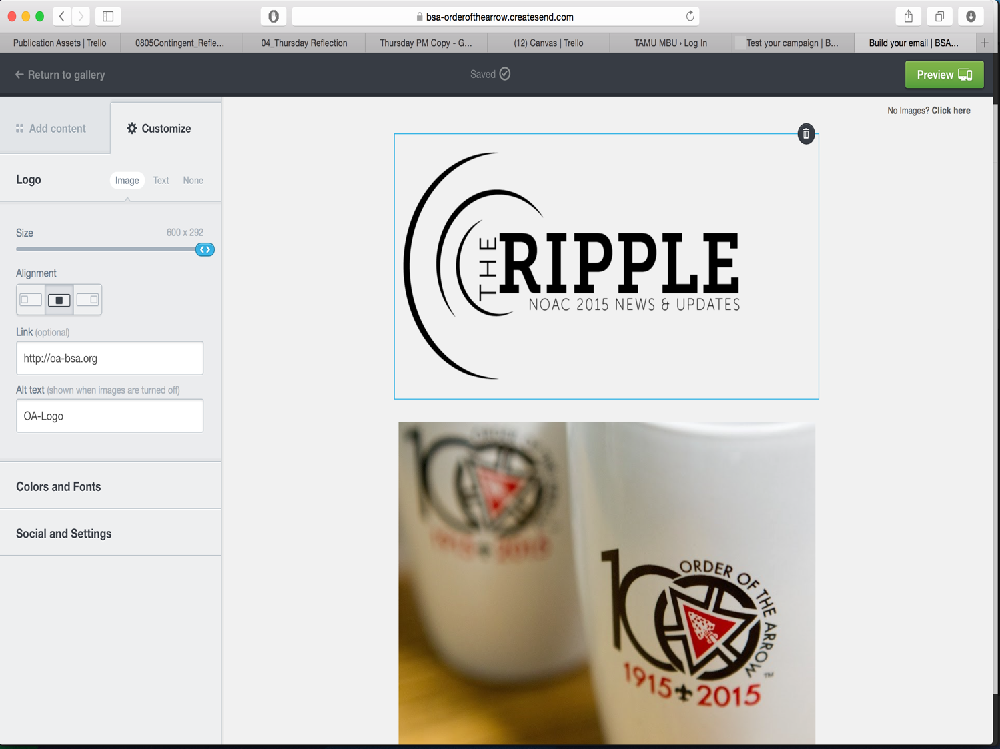 bsa-orderofthearrow.createsend.com
Publication Assets | Trello
0805Contingent_Refle...
04_Thursday Reflection
Thursday PM Copy - G...
(12) Canvas | Trello
TAMU MBU › Log In
Test your campaign | B...
Build your email | BSA...
Return to gallery
Saved
Preview
No Images? Click here
Add content
Customize
Logo
Image
Text
None
Size
600 x 292
Alignment
Link (optional)
http://oa-bsa.org
Alt text (shown when images are turned off)
OA-Logo
Colors and Fonts
Social and Settings
THE
RIPPLE
NOAC 2015 NEWS & UPDATES
1915 2015
10
ORDER OF THE ARROW
™
1915 2015